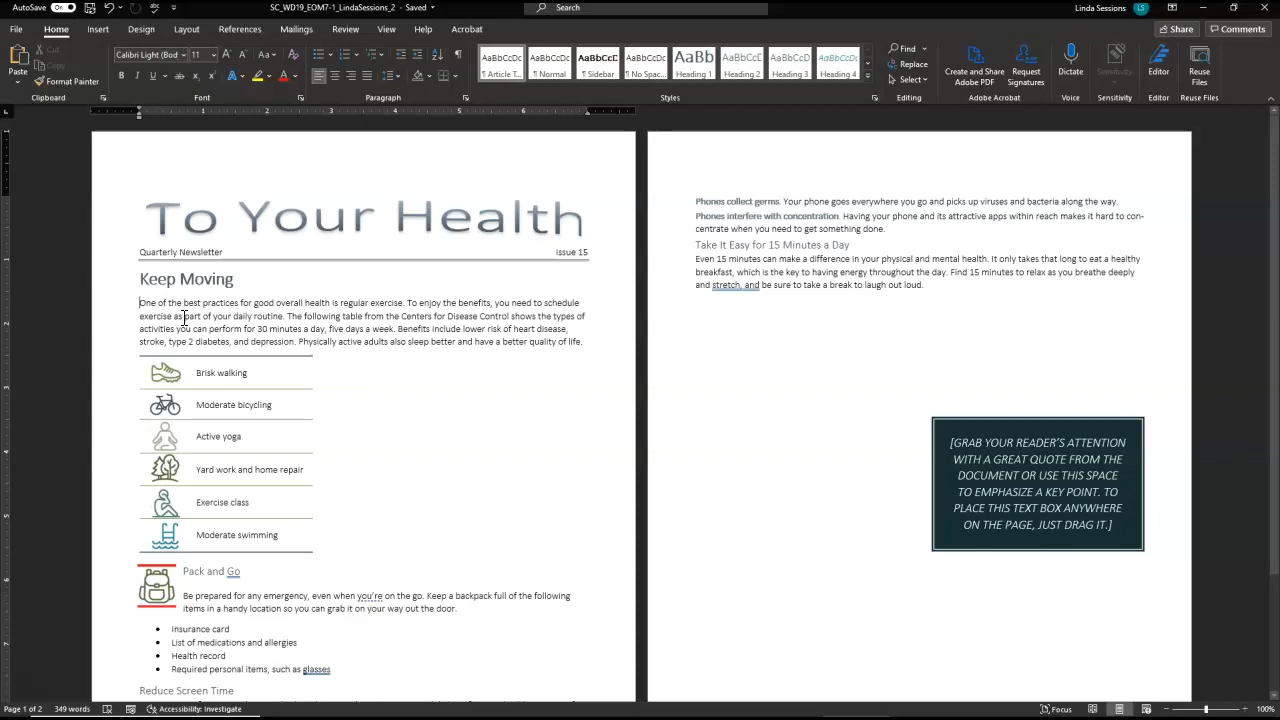 AutoSave On SC_WD19_EOM7-1_LindaSessions_2 - Saved Search Linda Sessions LS
File Home Insert Design Layout References Mailings Review View Help Acrobat Share Comments
Paste Cut Copy Format Painter
Calibri Light (Bod 11
AaBbCcDc ¶ Article T...
AaBbCcDc ¶ Normal
AaBbCcD ¶ Sidebar
AaBbCcDc ¶ No Spac...
AaBb Heading 1
AaBbCcD Heading 2
AaBbCcD Heading 3
AaBbCcDc Heading 4
Find Replace Select
Create and Share Adobe PDF Request Signatures Dictate Sensitivity Editor Reuse Files
Clipboard Font Paragraph Styles Editing Adobe Acrobat Voice Sensitivity Editor Reuse Files
To Your Health
Quarterly Newsletter Issue 15
Keep Moving
One of the best practices for good overall health is regular exercise. To enjoy the benefits, you need to schedule
exercise as part of your daily routine. The following table from the Centers for Disease Control shows the types of
activities you can perform for 30 minutes a day, five days a week. Benefits include lower risk of heart disease,
stroke, type 2 diabetes, and depression. Physically active adults also sleep better and have a better quality of life.
Brisk walking
Moderate bicycling
Active yoga
Yard work and home repair
Exercise class
Moderate swimming
Pack and Go
Be prepared for any emergency, even when you're on the go. Keep a backpack full of the following
items in a handy location so you can grab it on your way out the door.
• Insurance card
• List of medications and allergies
• Health record
• Required personal items, such as glasses
Reduce Screen Time
Phones collect germs. Your phone goes everywhere you go and picks up viruses and bacteria along the way.
Phones interfere with concentration. Having your phone and its attractive apps within reach makes it hard to con-
centrate when you need to get something done.
Take It Easy for 15 Minutes a Day
Even 15 minutes can make a difference in your physical and mental health. It only takes that long to eat a healthy
breakfast, which is the key to having energy throughout the day. Find 15 minutes to relax as you breathe deeply
and stretch, and be sure to take a break to laugh out loud.
[GRAB YOUR READER'S ATTENTION
WITH A GREAT QUOTE FROM THE
DOCUMENT OR USE THIS SPACE
TO EMPHASIZE A KEY POINT. TO
PLACE THIS TEXT BOX ANYWHERE
ON THE PAGE, JUST DRAG IT.]
Page 1 of 2 349 words Accessibility: Investigate Focus 100%